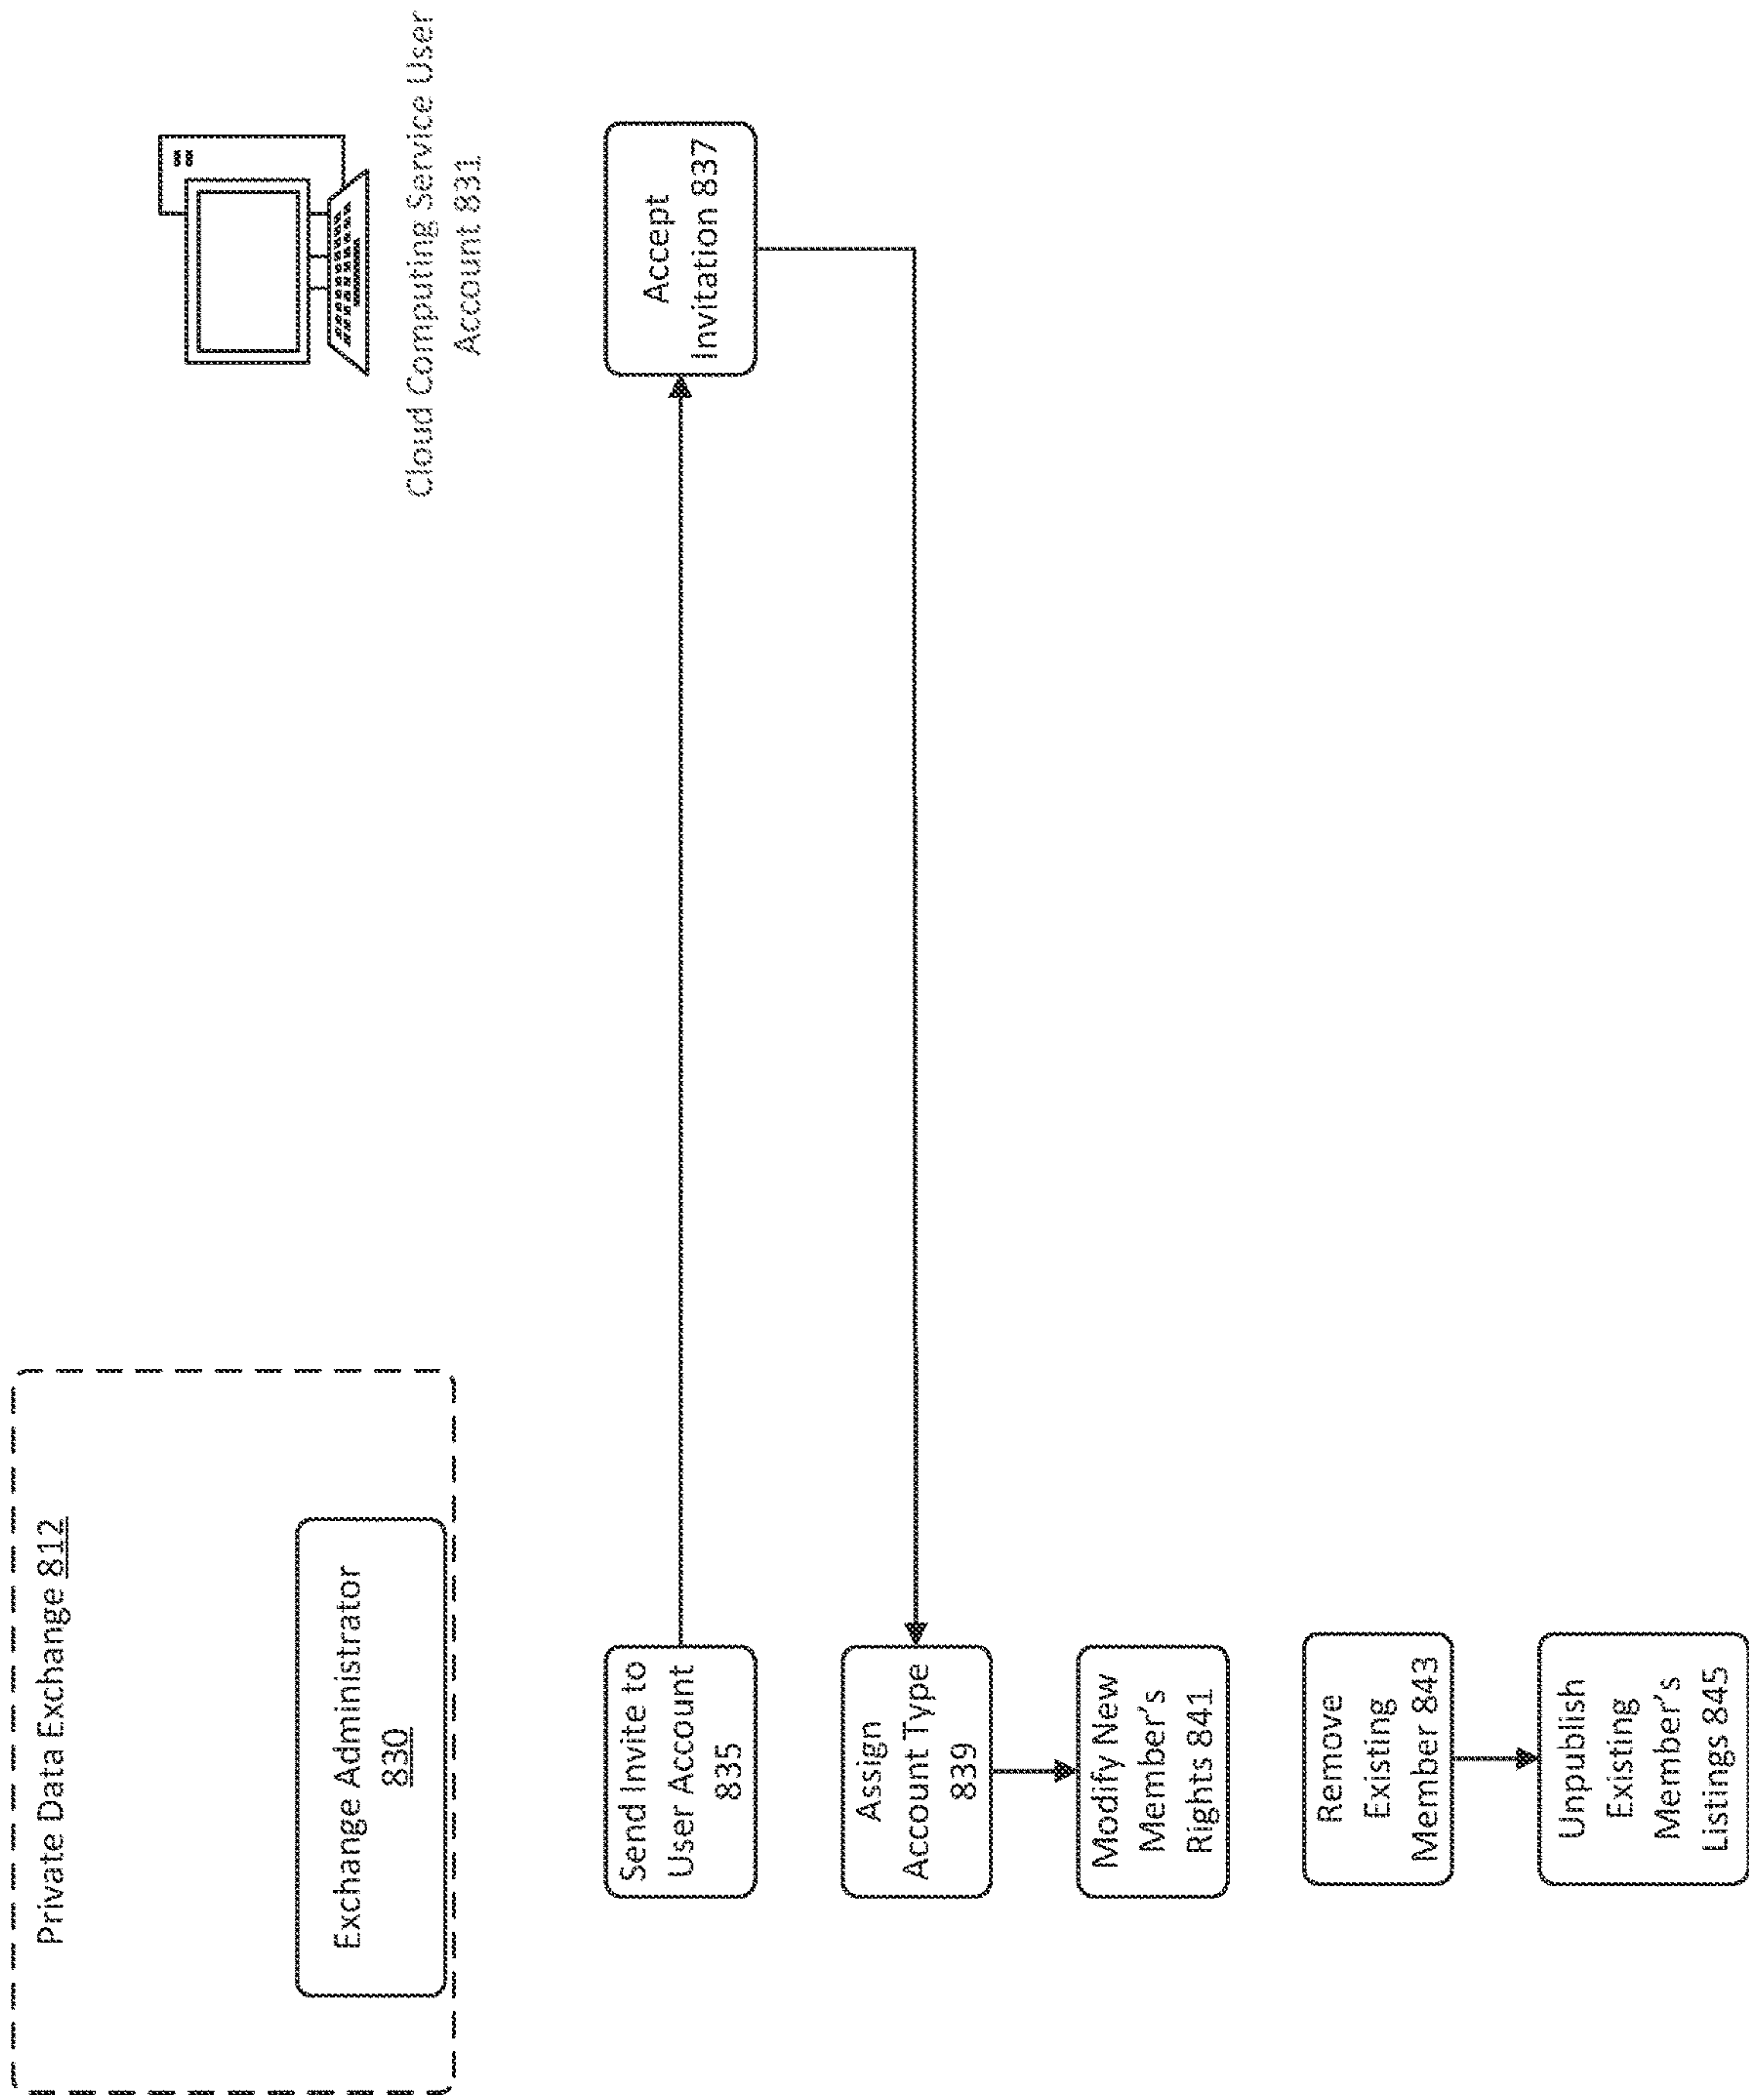 Private Data Exchange 812
Exchange Administrator
830
Cloud Computing Service User
Account 831
Send Invite to
User Account
835
Accept
Invitation 837
Assign
Account Type
839
Modify New
Member's
Rights 841
Remove
Existing
Member 843
Unpublish
Existing
Member's
Listings 845